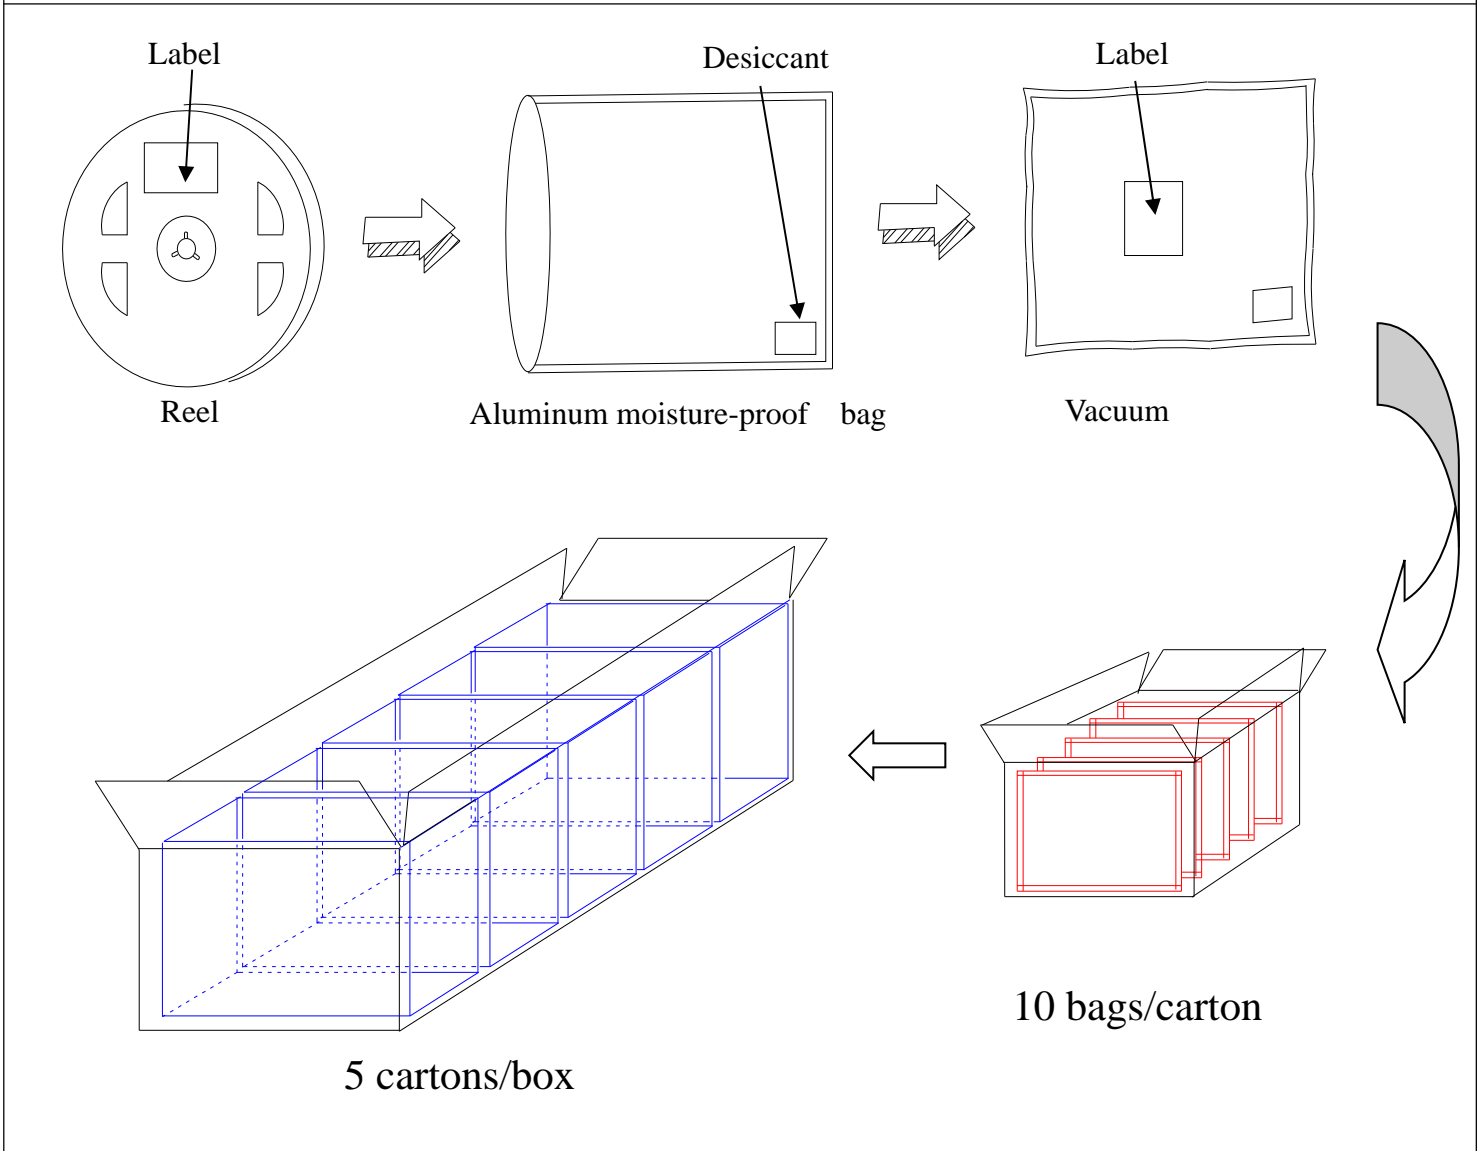 Label
Desiccant
Label
Reel
Aluminum moisture-proof bag
Vacuum
10 bags/carton
5 cartons/box